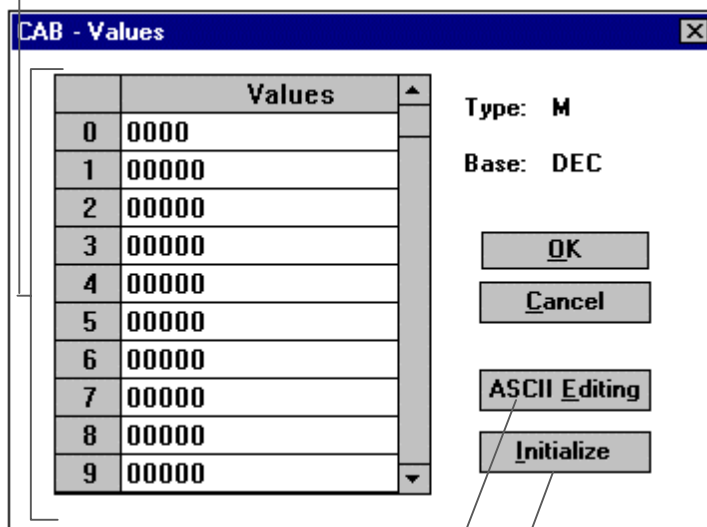 CAB - Values
Values
0 0000
1 00000
2 00000
3 00000
4 00000
5 00000
6 00000
7 00000
8 00000
9 00000
Type: M
Base: DEC
OK
Cancel
ASCII Editing
Initialize